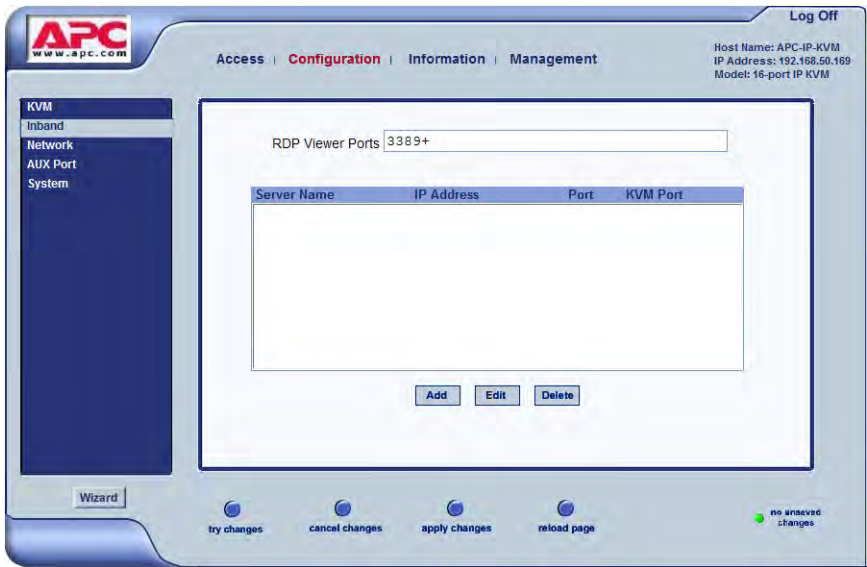 Log Off
APC
www.apc.com
Access | Configuration | Information | Management
Host Name: APC-IP-KVM
IP Address: 192.168.50.169
Model: 16-port IP KVM
KVM
Inband
Network
AUX Port
System
RDP Viewer Ports 3389+
Server Name IP Address Port KVM Port
Add Edit Delete
Wizard
try changes cancel changes apply changes reload page
no unsaved
changes